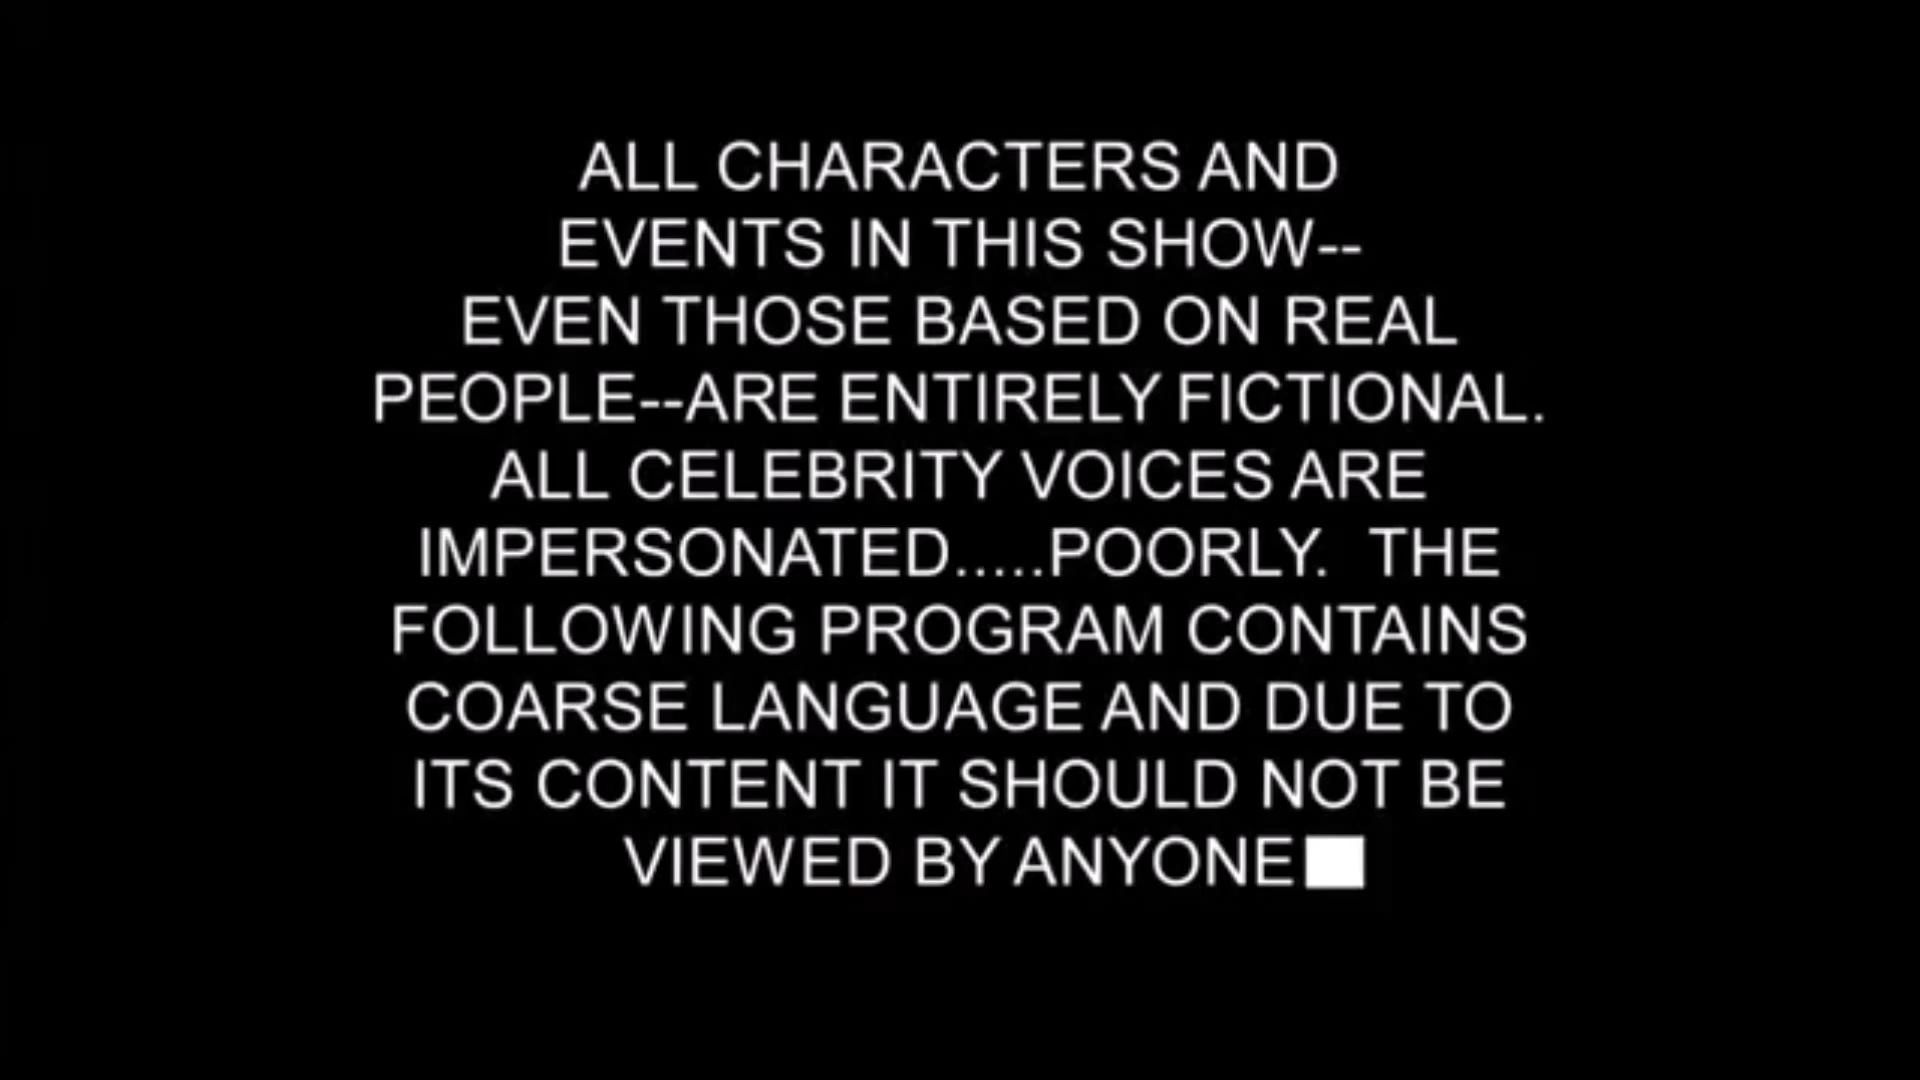 ALL CHARACTERS AND
EVENTS IN THIS SHOW--
EVEN THOSE BASED ON REAL
PEOPLE--ARE ENTIRELY FICTIONAL.
ALL CELEBRITY VOICES ARE
IMPERSONATED.....POORLY.  THE
FOLLOWING PROGRAM CONTAINS
COARSE LANGUAGE AND DUE TO
ITS CONTENT IT SHOULD NOT BE
VIEWED BY ANYONE